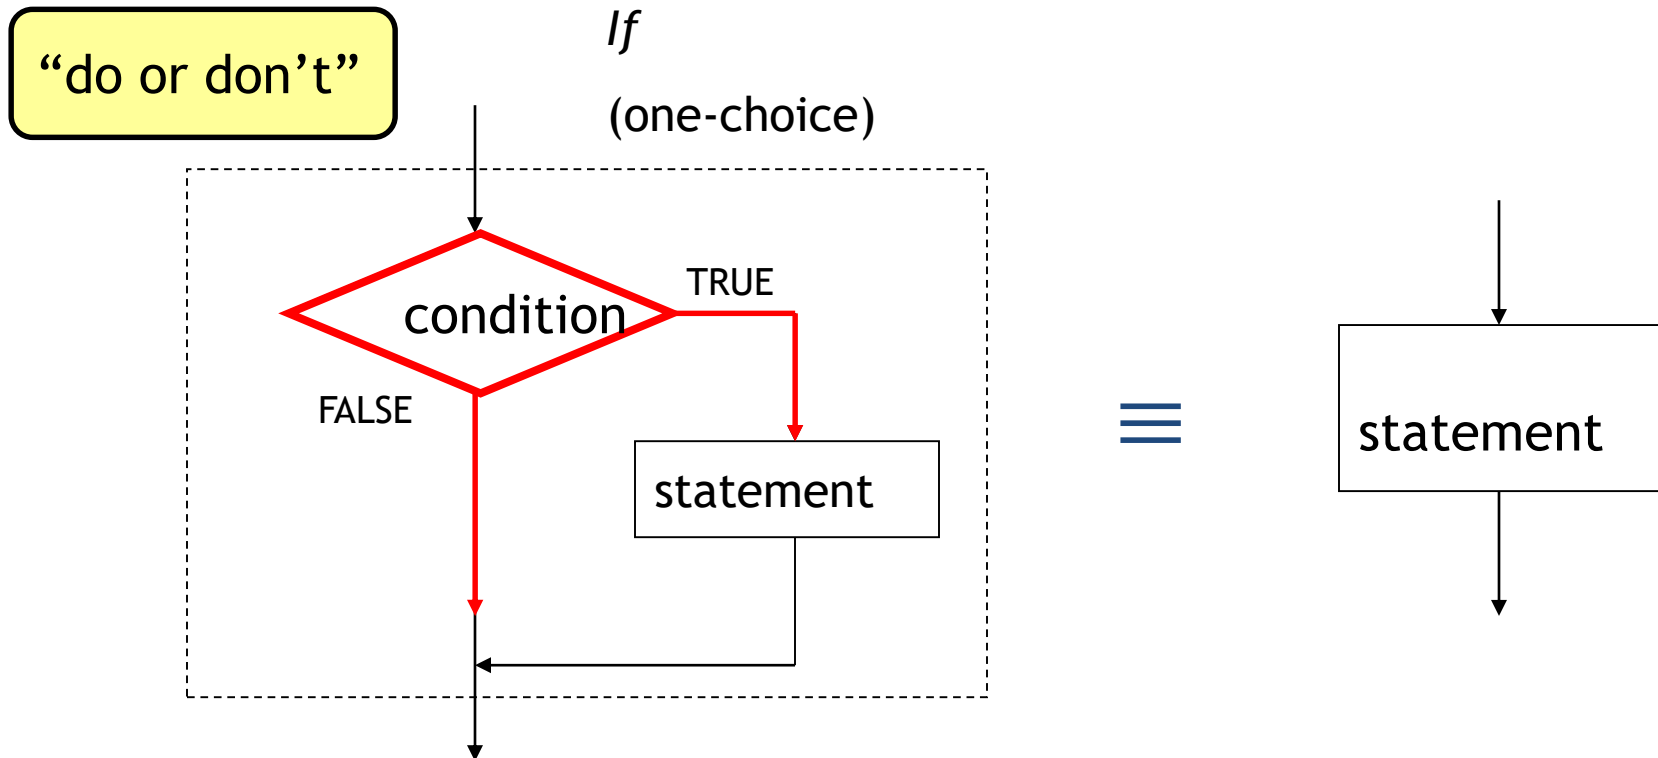 “do or don’t”
If
(one-choice)
TRUE
condition
FALSE
statement
≡
statement